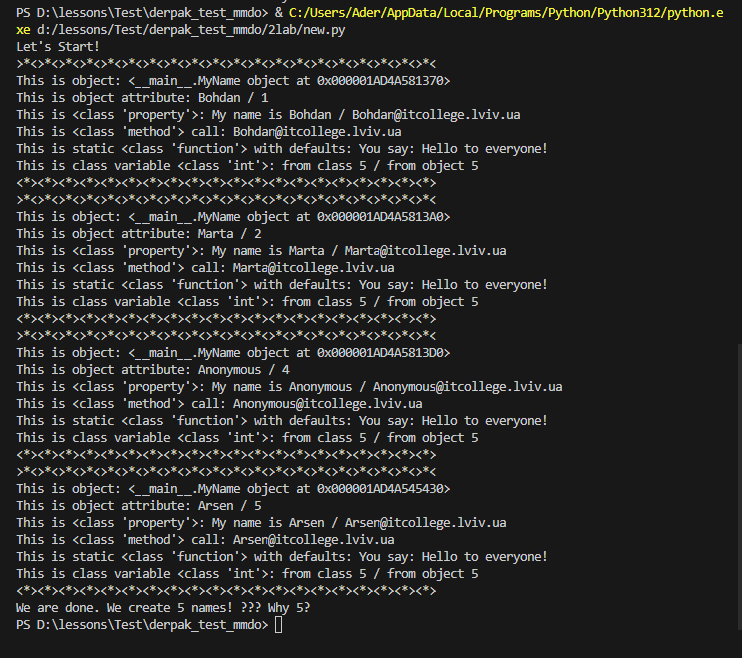 PS D:\lessons\Test\derpak_test_mmdo> & C:/Users/Ader/AppData/Local/Programs/Python/Python312/python.e
xe d:/lessons/Test/derpak_test_mmdo/2lab/new.py
Let's Start!
>*<>*<>*<>*<>*<>*<>*<>*<>*<>*<>*<>*<>*<>*<>*<>*<>*<>*<>*<>*<
This is object: <__main__.MyName object at 0x000001AD4A581370>
This is object attribute: Bohdan / 1
This is <class 'property'>: My name is Bohdan / Bohdan@itcollege.lviv.ua
This is <class 'method'> call: Bohdan@itcollege.lviv.ua
This is static <class 'function'> with defaults: You say: Hello to everyone!
This is class variable <class 'int'>: from class 5 / from object 5
<*><*><*><*><*><*><*><*><*><*><*><*><*><*><*><*><*><*><*><*>
>*<>*<>*<>*<>*<>*<>*<>*<>*<>*<>*<>*<>*<>*<>*<>*<>*<>*<>*<>*<
This is object: <__main__.MyName object at 0x000001AD4A5813A0>
This is object attribute: Marta / 2
This is <class 'property'>: My name is Marta / Marta@itcollege.lviv.ua
This is <class 'method'> call: Marta@itcollege.lviv.ua
This is static <class 'function'> with defaults: You say: Hello to everyone!
This is class variable <class 'int'>: from class 5 / from object 5
<*><*><*><*><*><*><*><*><*><*><*><*><*><*><*><*><*><*><*><*>
>*<>*<>*<>*<>*<>*<>*<>*<>*<>*<>*<>*<>*<>*<>*<>*<>*<>*<>*<>*<
This is object: <__main__.MyName object at 0x000001AD4A5813D0>
This is object attribute: Anonymous / 4
This is <class 'property'>: My name is Anonymous / Anonymous@itcollege.lviv.ua
This is <class 'method'> call: Anonymous@itcollege.lviv.ua
This is static <class 'function'> with defaults: You say: Hello to everyone!
This is class variable <class 'int'>: from class 5 / from object 5
<*><*><*><*><*><*><*><*><*><*><*><*><*><*><*><*><*><*><*><*>
>*<>*<>*<>*<>*<>*<>*<>*<>*<>*<>*<>*<>*<>*<>*<>*<>*<>*<>*<>*<
This is object: <__main__.MyName object at 0x000001AD4A545430>
This is object attribute: Arsen / 5
This is <class 'property'>: My name is Arsen / Arsen@itcollege.lviv.ua
This is <class 'method'> call: Arsen@itcollege.lviv.ua
This is static <class 'function'> with defaults: You say: Hello to everyone!
This is class variable <class 'int'>: from class 5 / from object 5
<*><*><*><*><*><*><*><*><*><*><*><*><*><*><*><*><*><*><*><*>
We are done. We create 5 names! ??? Why 5?
PS D:\lessons\Test\derpak_test_mmdo>